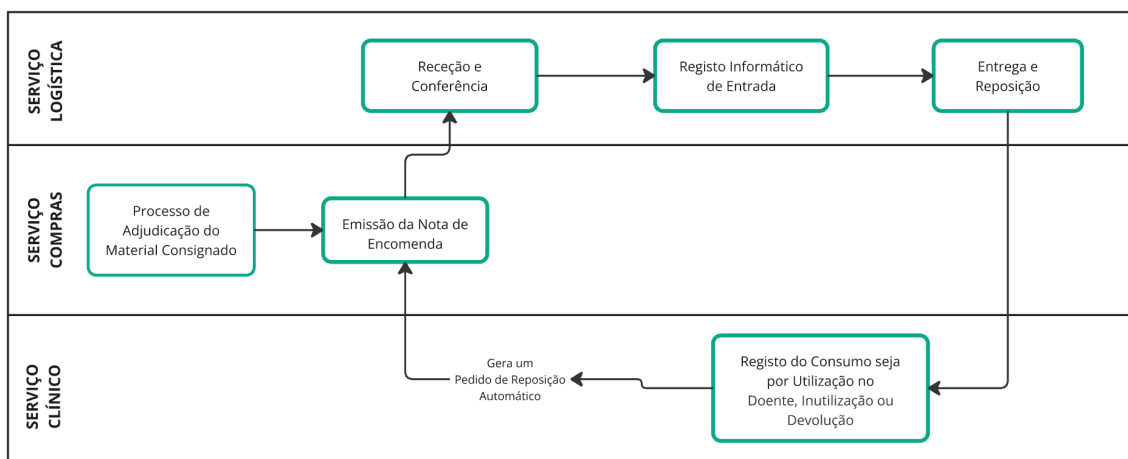 SERVIÇO
LOGÍSTICA
Receção e
Conferência
Registo Informático
de Entrada
Entrega e
Reposição
SERVIÇO
COMPRAS
Processo de
Adjudicação do
Material Consignado
Emissão da Nota de
Encomenda
SERVIÇO
CLÍNICO
Gera um
Pedido de Reposição
Automático
Registo do Consumo seja
por Utilização no
Doente, Inutilização ou
Devolução